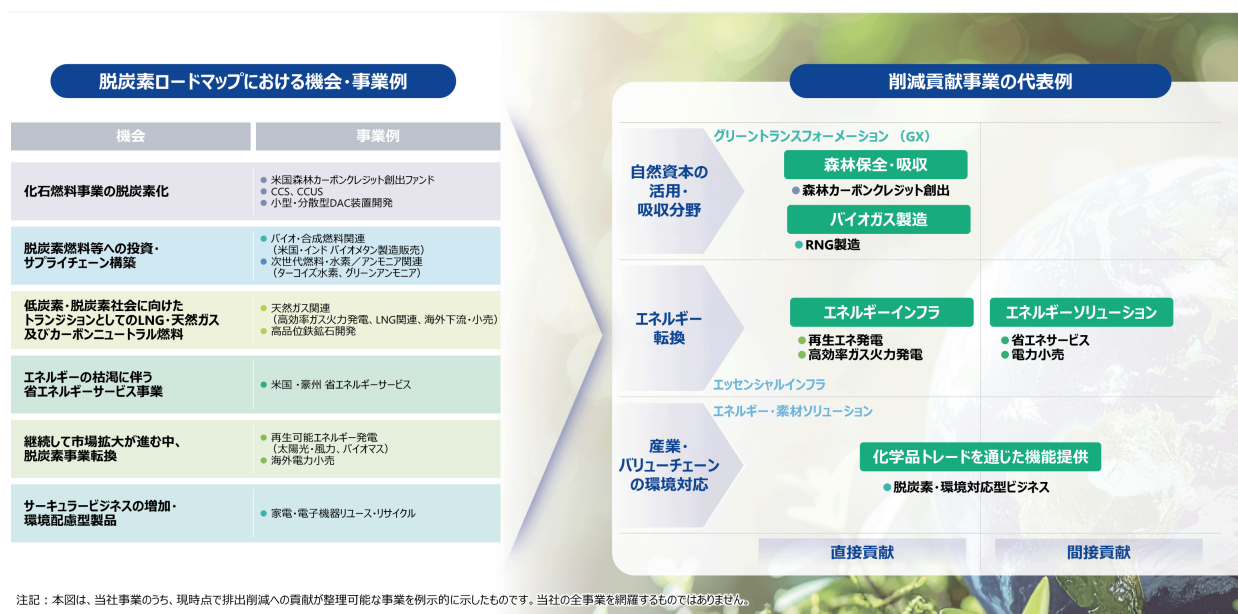 脱炭素ロードマップにおける機会・事業例
機会
事業例
化石燃料事業の脱炭素化
● 米国森林カーボンクレジット創出ファンド
● CCS、CCUS
● 小型・分散型DAC装置開発
脱炭素燃料等への投資・
サプライチェーン構築
● バイオ・合成燃料関連
（米国・インド バイオメタン製造販売）
● 次世代燃料・水素／アンモニア関連
（ターコイズ水素、グリーンアンモニア）
低炭素・脱炭素社会に向けた
トランジションとしてのLNG・天然ガス
及びカーボンニュートラル燃料
● 天然ガス関連
（高効率ガス火力発電、LNG関連、海外下流・小売）
● 高品位鉄鉱石開発
エネルギーの枯渇に伴う
省エネルギーサービス事業
● 米国・豪州 省エネルギーサービス
継続して市場拡大が進む中、
脱炭素事業転換
● 再生可能エネルギー発電
（太陽光・風力、バイオマス）
● 海外電力小売
サーキュラービジネスの増加・
環境配慮型製品
● 家電・電子機器リユース・リサイクル
削減貢献事業の代表例
自然資本の
活用・
吸収分野
グリーントランスフォーメーション （GX）
森林保全・吸収
● 森林カーボンクレジット創出
バイオガス製造
● RNG製造
エネルギー
転換
エネルギーインフラ
● 再生エネ発電
● 高効率ガス火力発電
エネルギーソリューション
● 省エネサービス
● 電力小売
エッセンシャルインフラ
エネルギー・素材ソリューション
産業・
バリューチェーン
の環境対応
化学品トレードを通じた機能提供
● 脱炭素・環境対応型ビジネス
直接貢献
間接貢献
注記：本図は、当社事業のうち、現時点で排出削減への貢献が整理可能な事業を例示的に示したものです。当社の全事業を網羅するものではありません。